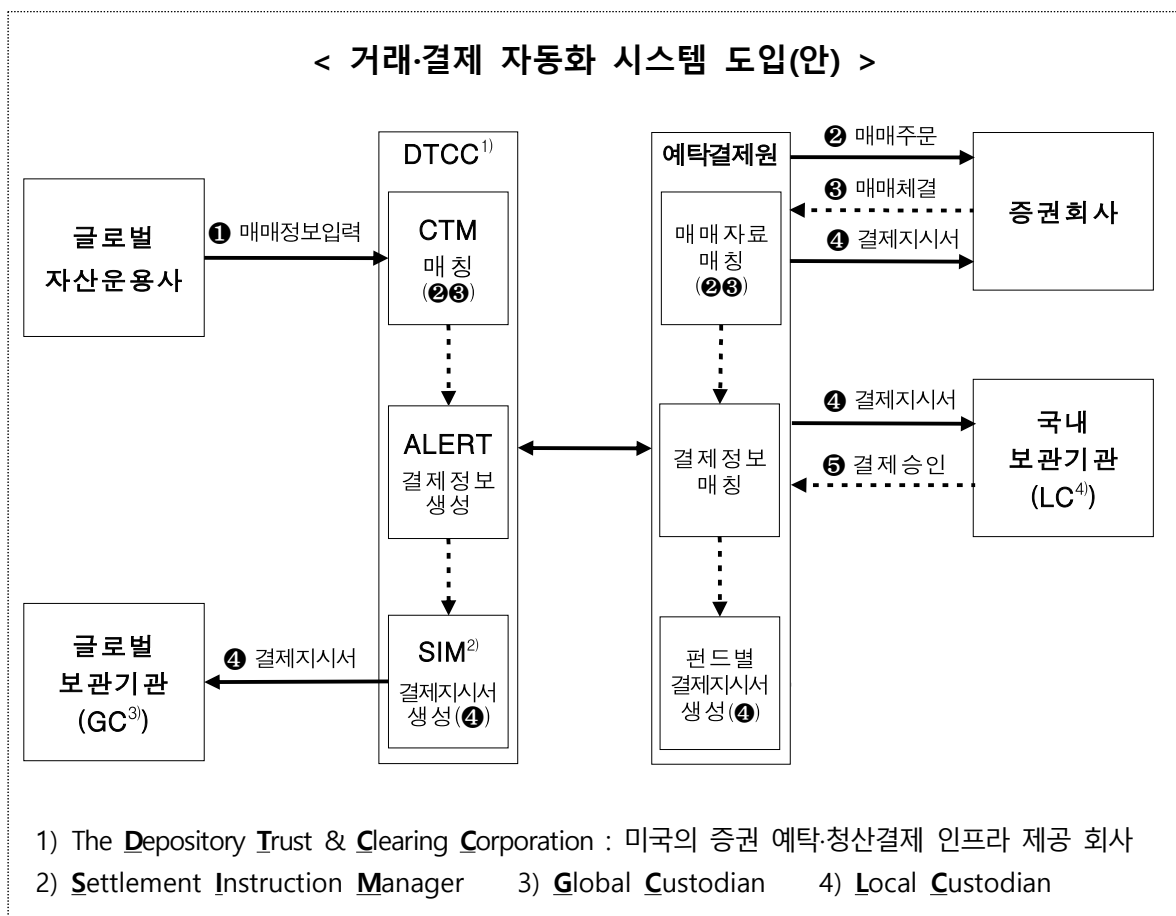 < 거래·결제 자동화 시스템 도입(안) >
글로벌
자산운용사
❶ 매매정보입력
DTCC1)
CTM
매칭
(❷❸)
ALERT
결제정보
생성
SIM2)
결제지시서
생성(❹)
글로벌
보관기관
(GC3))
❹ 결제지시서
예탁결제원
매매자료
매칭
(❷❸)
결제정보
매칭
펀드별
결제지시서
생성(❹)
❷ 매매주문
❸ 매매체결
❹ 결제지시서
증권회사
❹ 결제지시서
❺ 결제승인
국내
보관기관
(LC4))
1) The Depository Trust & Clearing Corporation : 미국의 증권 예탁·청산결제 인프라 제공 회사
2) Settlement Instruction Manager 3) Global Custodian 4) Local Custodian